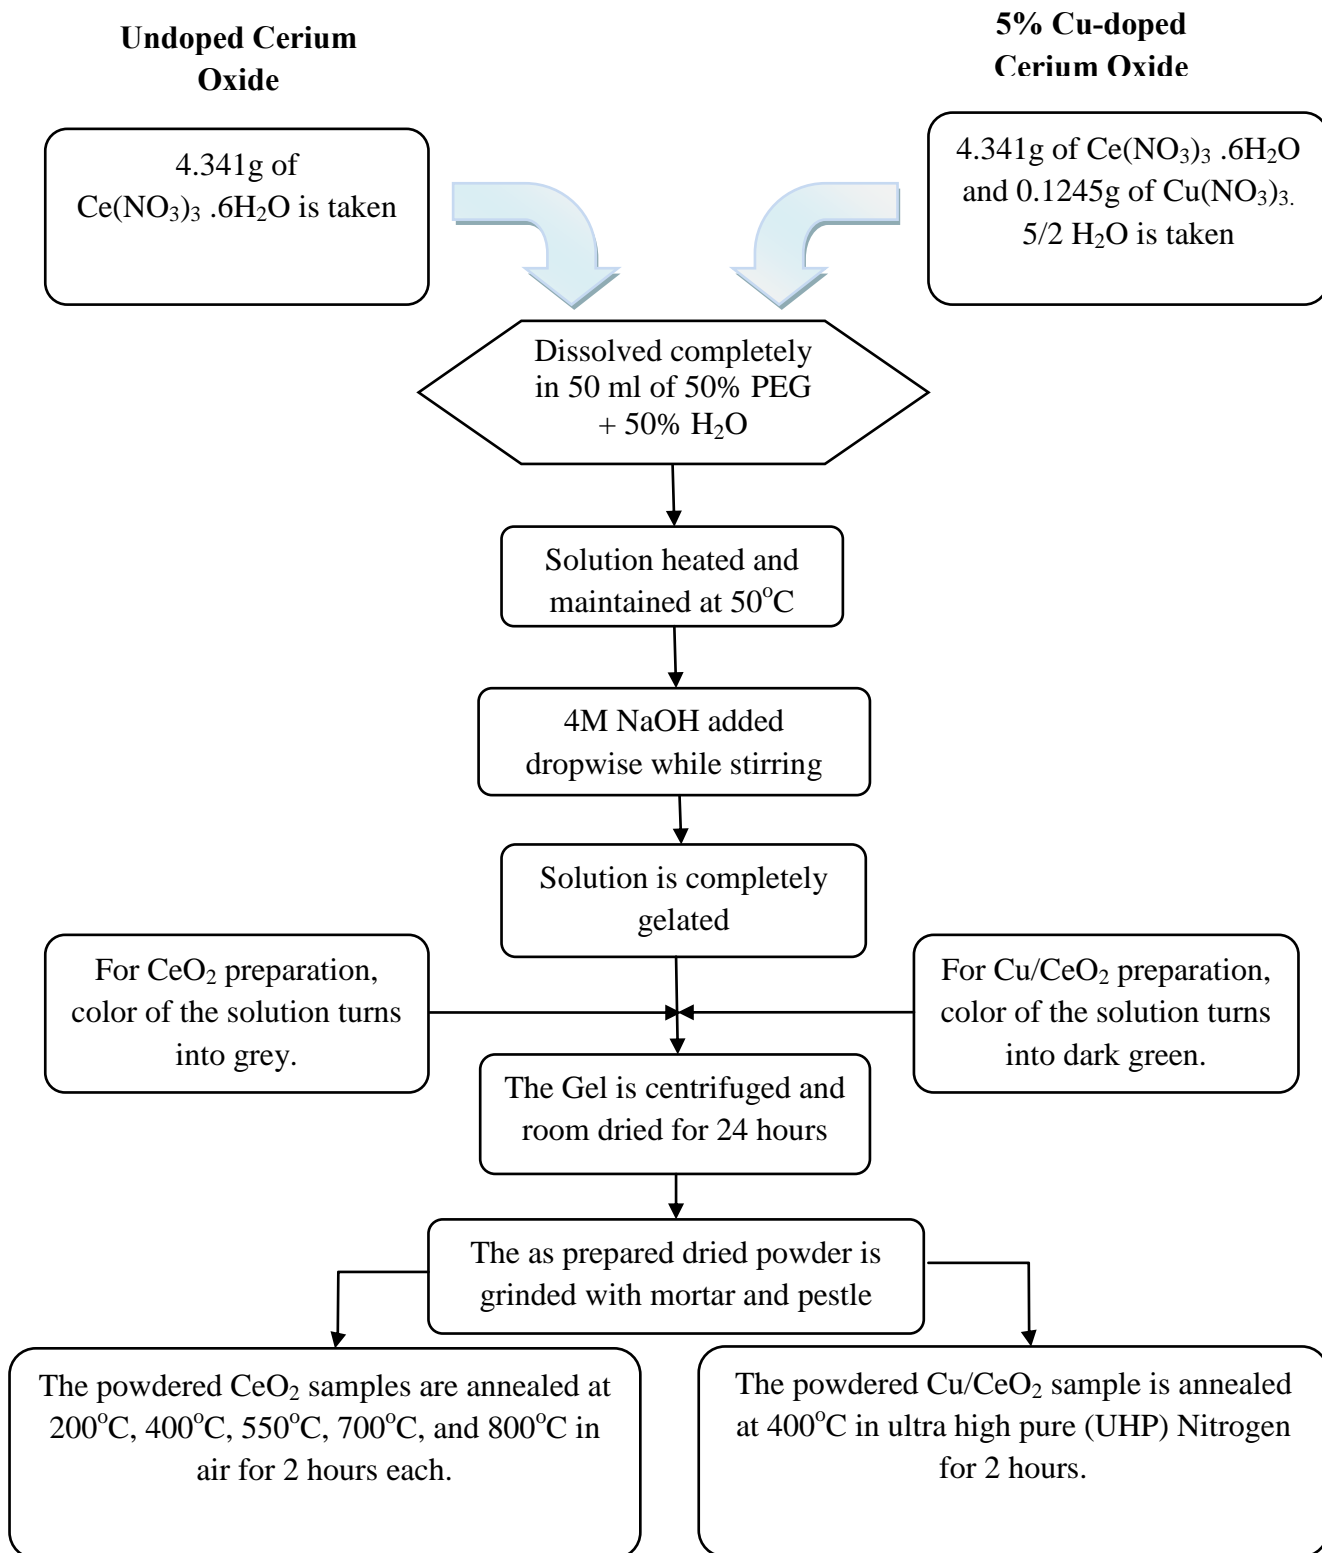 Undoped Cerium
Oxide
5% Cu-doped
Cerium Oxide
4.341g of
Ce(NO₃)₃ .6H₂O is taken
4.341g of Ce(NO₃)₃ .6H₂O
and 0.1245g of Cu(NO₃)₃.
5/2 H₂O is taken
Dissolved completely
in 50 ml of 50% PEG
+ 50% H₂O
Solution heated and
maintained at 50°C
4M NaOH added
dropwise while stirring
Solution is completely
gelated
For CeO₂ preparation,
color of the solution turns
into grey.
For Cu/CeO₂ preparation,
color of the solution turns
into dark green.
The Gel is centrifuged and
room dried for 24 hours
The as prepared dried powder is
grinded with mortar and pestle
The powdered CeO₂ samples are annealed at
200°C, 400°C, 550°C, 700°C, and 800°C in
air for 2 hours each.
The powdered Cu/CeO₂ sample is annealed
at 400°C in ultra high pure (UHP) Nitrogen
for 2 hours.